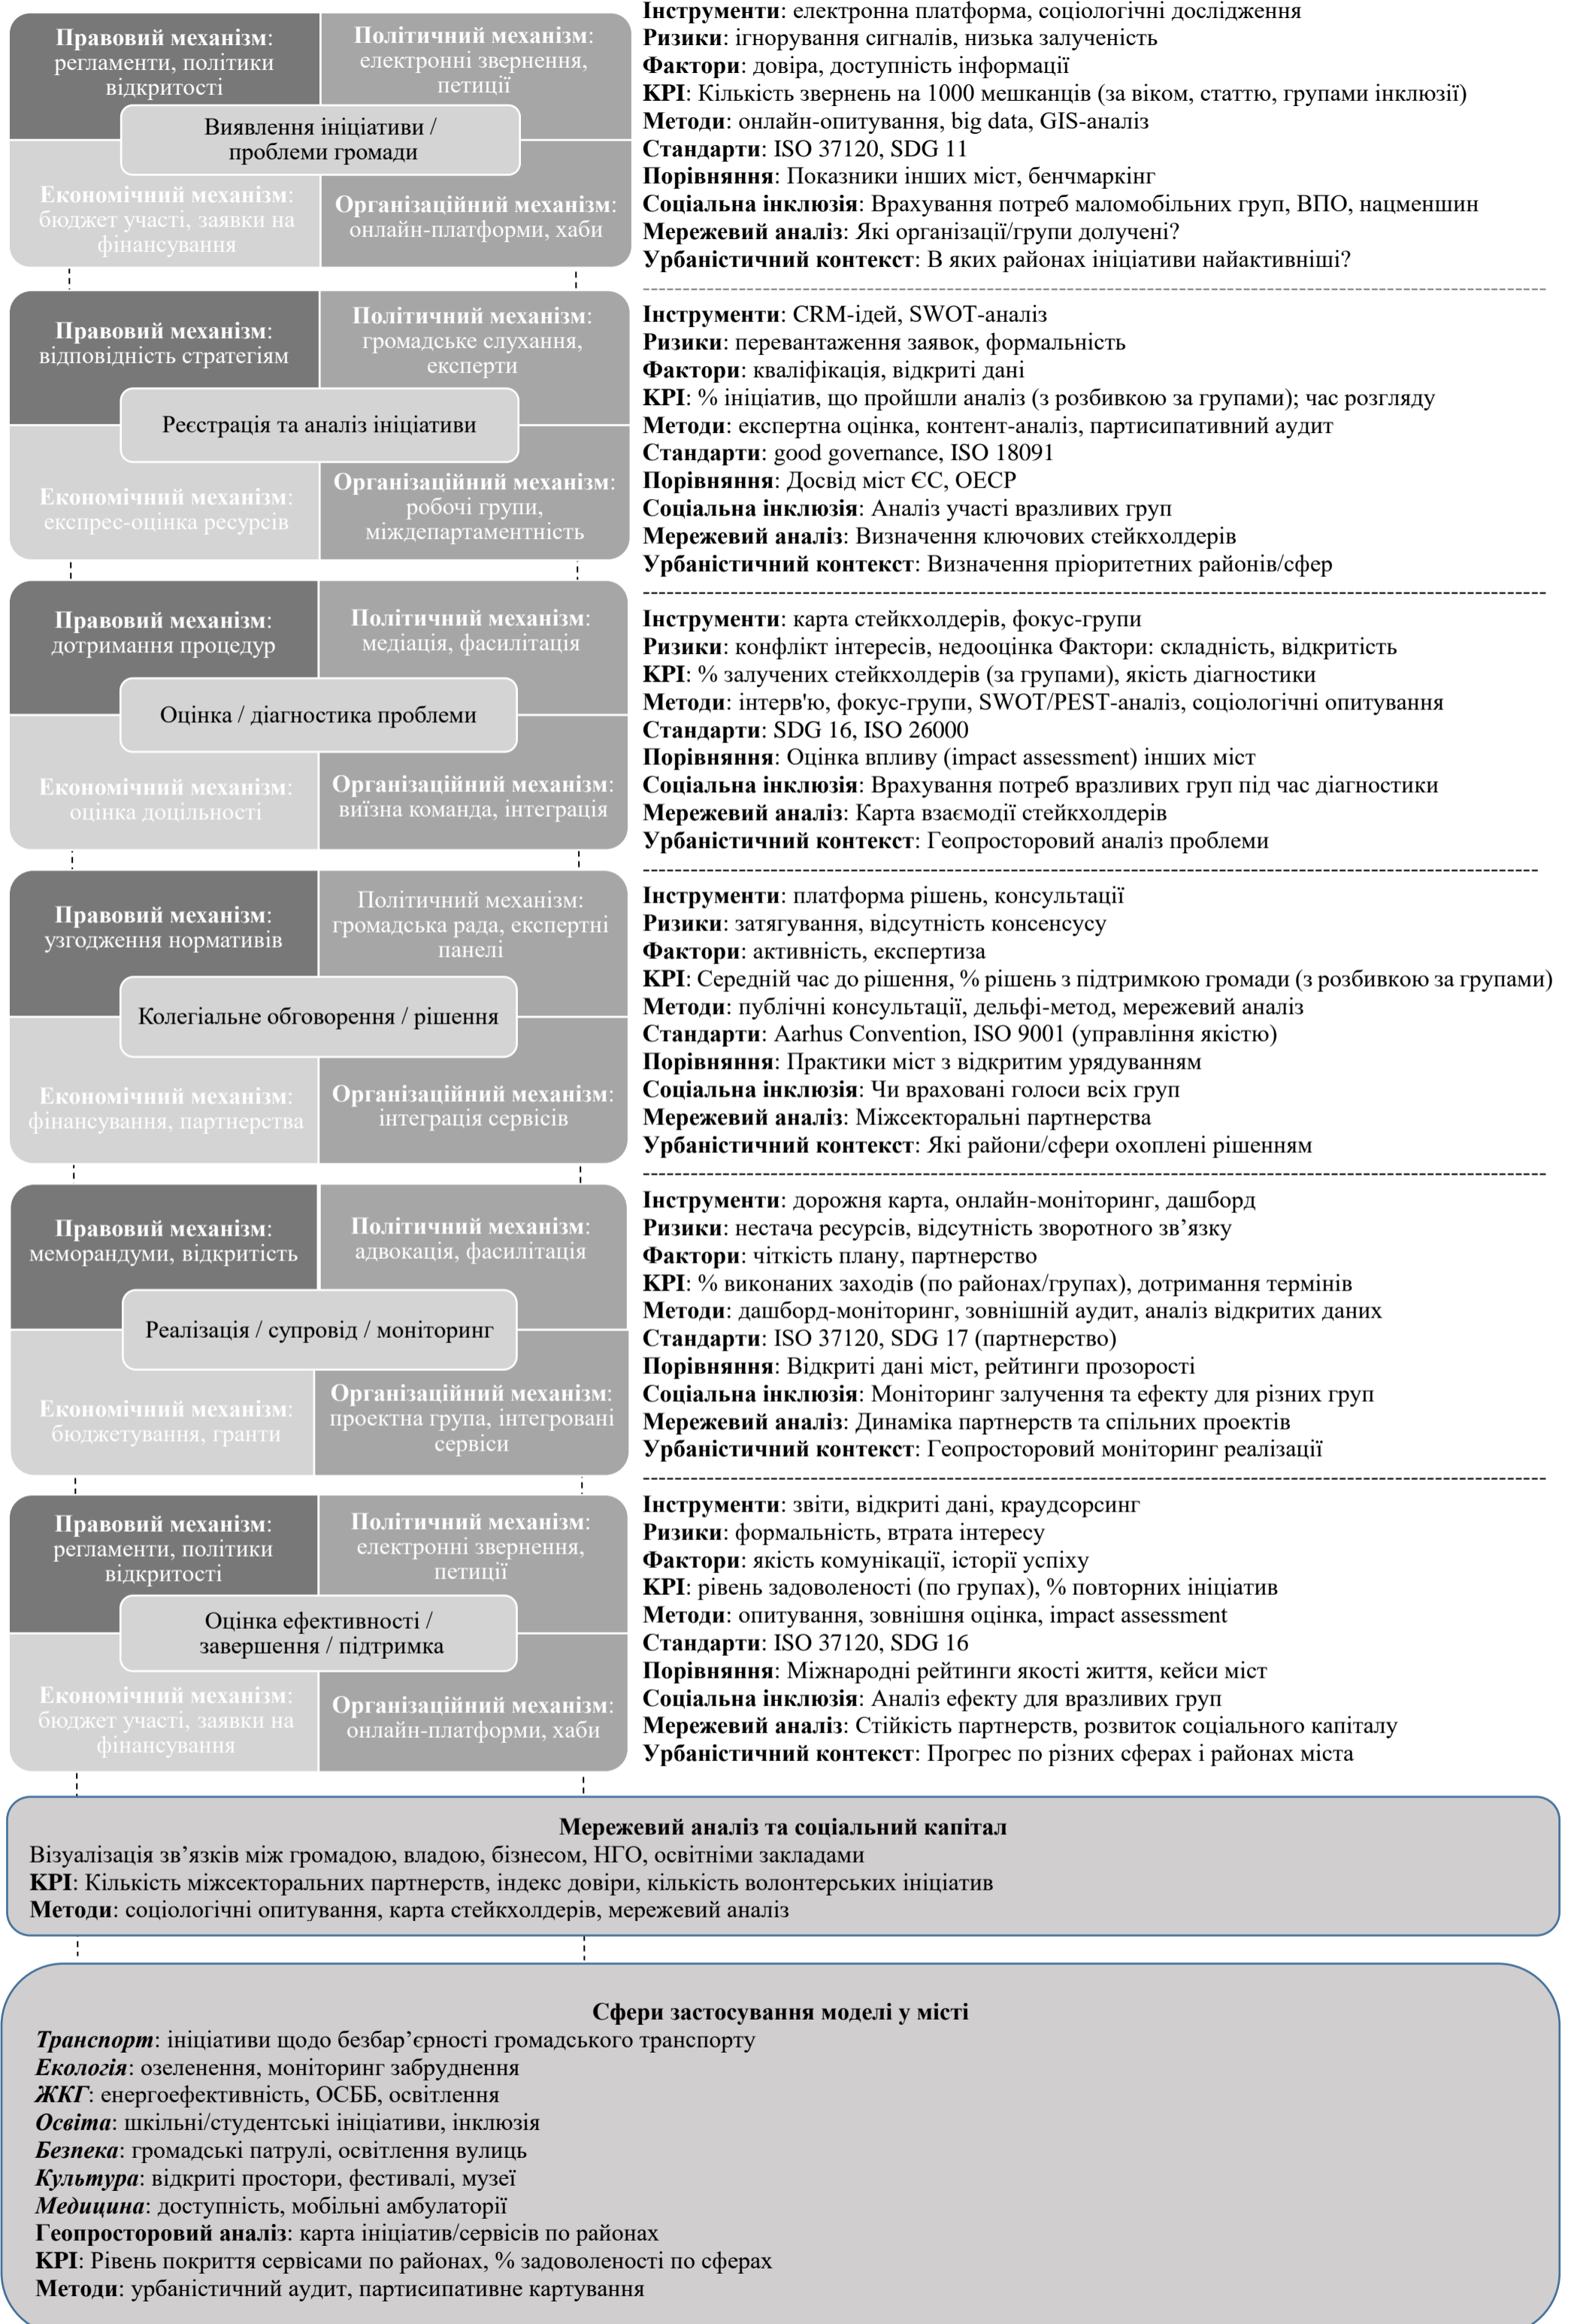 Правовий механізм:
регламенти, політики
відкритості
Політичний механізм:
електронні звернення,
петиції
Виявлення ініціативи /
проблеми громади
Економічний механізм:
бюджет участі, заявки на
фінансування
Організаційний механізм:
онлайн-платформи, хаби
Інструменти: електронна платформа, соціологічні дослідження
Ризики: ігнорування сигналів, низька залученість
Фактори: довіра, доступність інформації
KPI: Кількість звернень на 1000 мешканців (за віком, статтю, групами інклюзії)
Методи: онлайн-опитування, big data, GIS-аналіз
Стандарти: ISO 37120, SDG 11
Порівняння: Показники інших міст, бенчмаркінг
Соціальна інклюзія: Врахування потреб маломобільних груп, ВПО, нацменшин
Мережевий аналіз: Які організації/групи долучені?
Урбаністичний контекст: В яких районах ініціативи найактивніші?
Правовий механізм:
відповідність стратегіям
Політичний механізм:
громадське слухання,
експерти
Реєстрація та аналіз ініціативи
Економічний механізм:
експрес-оцінка ресурсів
Організаційний механізм:
робочі групи,
міждепартаментність
Інструменти: CRM-ідей, SWOT-аналіз
Ризики: перевантаження заявок, формальність
Фактори: кваліфікація, відкриті дані
KPI: % ініціатив, що пройшли аналіз (з розбивкою за групами); час розгляду
Методи: експертна оцінка, контент-аналіз, партисипативний аудит
Стандарти: good governance, ISO 18091
Порівняння: Досвід міст ЄС, ОЕСР
Соціальна інклюзія: Аналіз участі вразливих груп
Мережевий аналіз: Визначення ключових стейкхолдерів
Урбаністичний контекст: Визначення пріоритетних районів/сфер
Правовий механізм:
дотримання процедур
Політичний механізм:
медіація, фасилітація
Оцінка / діагностика проблеми
Економічний механізм:
оцінка доцільності
Організаційний механізм:
виїзна команда, інтеграція
Інструменти: карта стейкхолдерів, фокус-групи
Ризики: конфлікт інтересів, недооцінка Фактори: складність, відкритість
KPI: % залучених стейкхолдерів (за групами), якість діагностики
Методи: інтерв'ю, фокус-групи, SWOT/PEST-аналіз, соціологічні опитування
Стандарти: SDG 16, ISO 26000
Порівняння: Оцінка впливу (impact assessment) інших міст
Соціальна інклюзія: Врахування потреб вразливих груп під час діагностики
Мережевий аналіз: Карта взаємодії стейкхолдерів
Урбаністичний контекст: Геопросторовий аналіз проблеми
Правовий механізм:
узгодження нормативів
Політичний механізм:
громадська рада, експертні
панелі
Колегіальне обговорення / рішення
Економічний механізм:
фінансування, партнерства
Організаційний механізм:
інтеграція сервісів
Інструменти: платформа рішень, консультації
Ризики: затягування, відсутність консенсусу
Фактори: активність, експертиза
KPI: Середній час до рішення, % рішень з підтримкою громади (з розбивкою за групами)
Методи: публічні консультації, дельфі-метод, мережевий аналіз
Стандарти: Aarhus Convention, ISO 9001 (управління якістю)
Порівняння: Практики міст з відкритим урядуванням
Соціальна інклюзія: Чи враховані голоси всіх груп
Мережевий аналіз: Міжсекторальні партнерства
Урбаністичний контекст: Які райони/сфери охоплені рішенням
Правовий механізм:
меморандуми, відкритість
Політичний механізм:
адвокація, фасилітація
Реалізація / супровід / моніторинг
Економічний механізм:
бюджетування, гранти
Організаційний механізм:
проектна група, інтегровані
сервіси
Інструменти: дорожня карта, онлайн-моніторинг, дашборд
Ризики: нестача ресурсів, відсутність зворотного зв’язку
Фактори: чіткість плану, партнерство
KPI: % виконаних заходів (по районах/групах), дотримання термінів
Методи: дашборд-моніторинг, зовнішній аудит, аналіз відкритих даних
Стандарти: ISO 37120, SDG 17 (партнерство)
Порівняння: Відкриті дані міст, рейтинги прозорості
Соціальна інклюзія: Моніторинг залучення та ефекту для різних груп
Мережевий аналіз: Динаміка партнерств та спільних проектів
Урбаністичний контекст: Геопросторовий моніторинг реалізації
Правовий механізм:
регламенти, політики
відкритості
Політичний механізм:
електронні звернення,
петиції
Оцінка ефективності /
завершення / підтримка
Економічний механізм:
бюджет участі, заявки на
фінансування
Організаційний механізм:
онлайн-платформи, хаби
Інструменти: звіти, відкриті дані, краудсорсинг
Ризики: формальність, втрата інтересу
Фактори: якість комунікації, історії успіху
KPI: рівень задоволеності (по групах), % повторних ініціатив
Методи: опитування, зовнішня оцінка, impact assessment
Стандарти: ISO 37120, SDG 16
Порівняння: Міжнародні рейтинги якості життя, кейси міст
Соціальна інклюзія: Аналіз ефекту для вразливих груп
Мережевий аналіз: Стійкість партнерств, розвиток соціального капіталу
Урбаністичний контекст: Прогрес по різних сферах і районах міста
Мережевий аналіз та соціальний капітал
Візуалізація зв’язків між громадою, владою, бізнесом, НГО, освітніми закладами
KPI: Кількість міжсекторальних партнерств, індекс довіри, кількість волонтерських ініціатив
Методи: соціологічні опитування, карта стейкхолдерів, мережевий аналіз
Сфери застосування моделі у місті
Транспорт: ініціативи щодо безбар’єрності громадського транспорту
Екологія: озеленення, моніторинг забруднення
ЖКГ: енергоефективність, ОСББ, освітлення
Освіта: шкільні/студентські ініціативи, інклюзія
Безпека: громадські патрулі, освітлення вулиць
Культура: відкриті простори, фестивалі, музеї
Медицина: доступність, мобільні амбулаторії
Геопросторовий аналіз: карта ініціатив/сервісів по районах
KPI: Рівень покриття сервісами по районах, % задоволеності по сферах
Методи: урбаністичний аудит, партисипативне картування